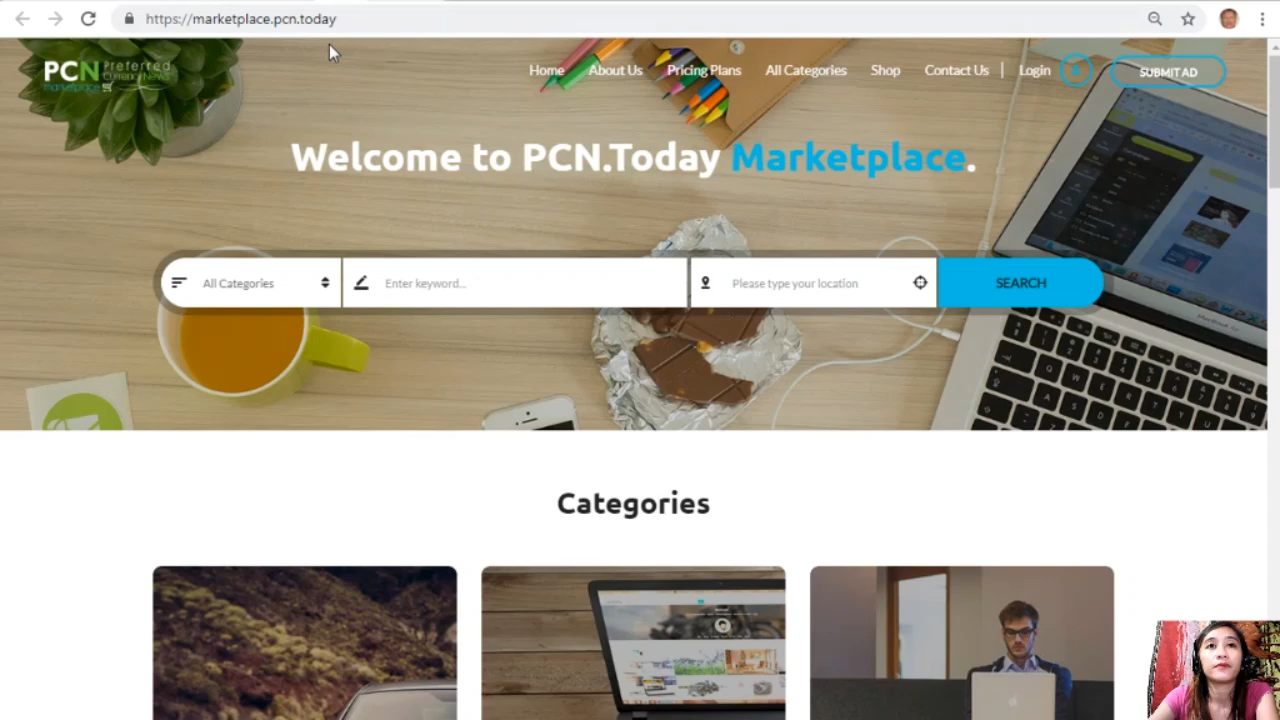 https://marketplace.pcn.today
PCN Preferred
Currency News
marketplace
Home About Us Pricing Plans All Categories Shop Contact Us | Login SUBMIT AD
Welcome to PCN.Today Marketplace.
All Categories Enter keyword... Please type your location SEARCH
Categories